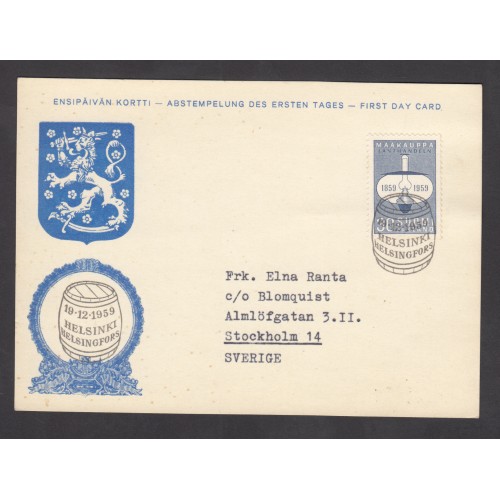 ENSIPÄIVÄN KORTTI — ABSTEMPELUNG DES ERSTEN TAGES — FIRST DAY CARD
MAAKAUPPA
LANTHANDELN
1859 1959
HELSINKI
HELSINGFORS
19-12-1959
HELSINKI
HELSINGFORS
Frk. Elna Ranta
c/o Blomquist
Almlöfgatan 3.II.
Stockholm 14
SVERIGE